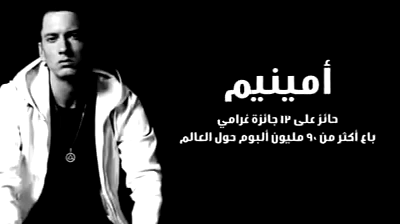 أمينيم
حائز على ١٢ جائزة غرامي
باع أكثر من ٩٠ مليون ألبوم حول العالم